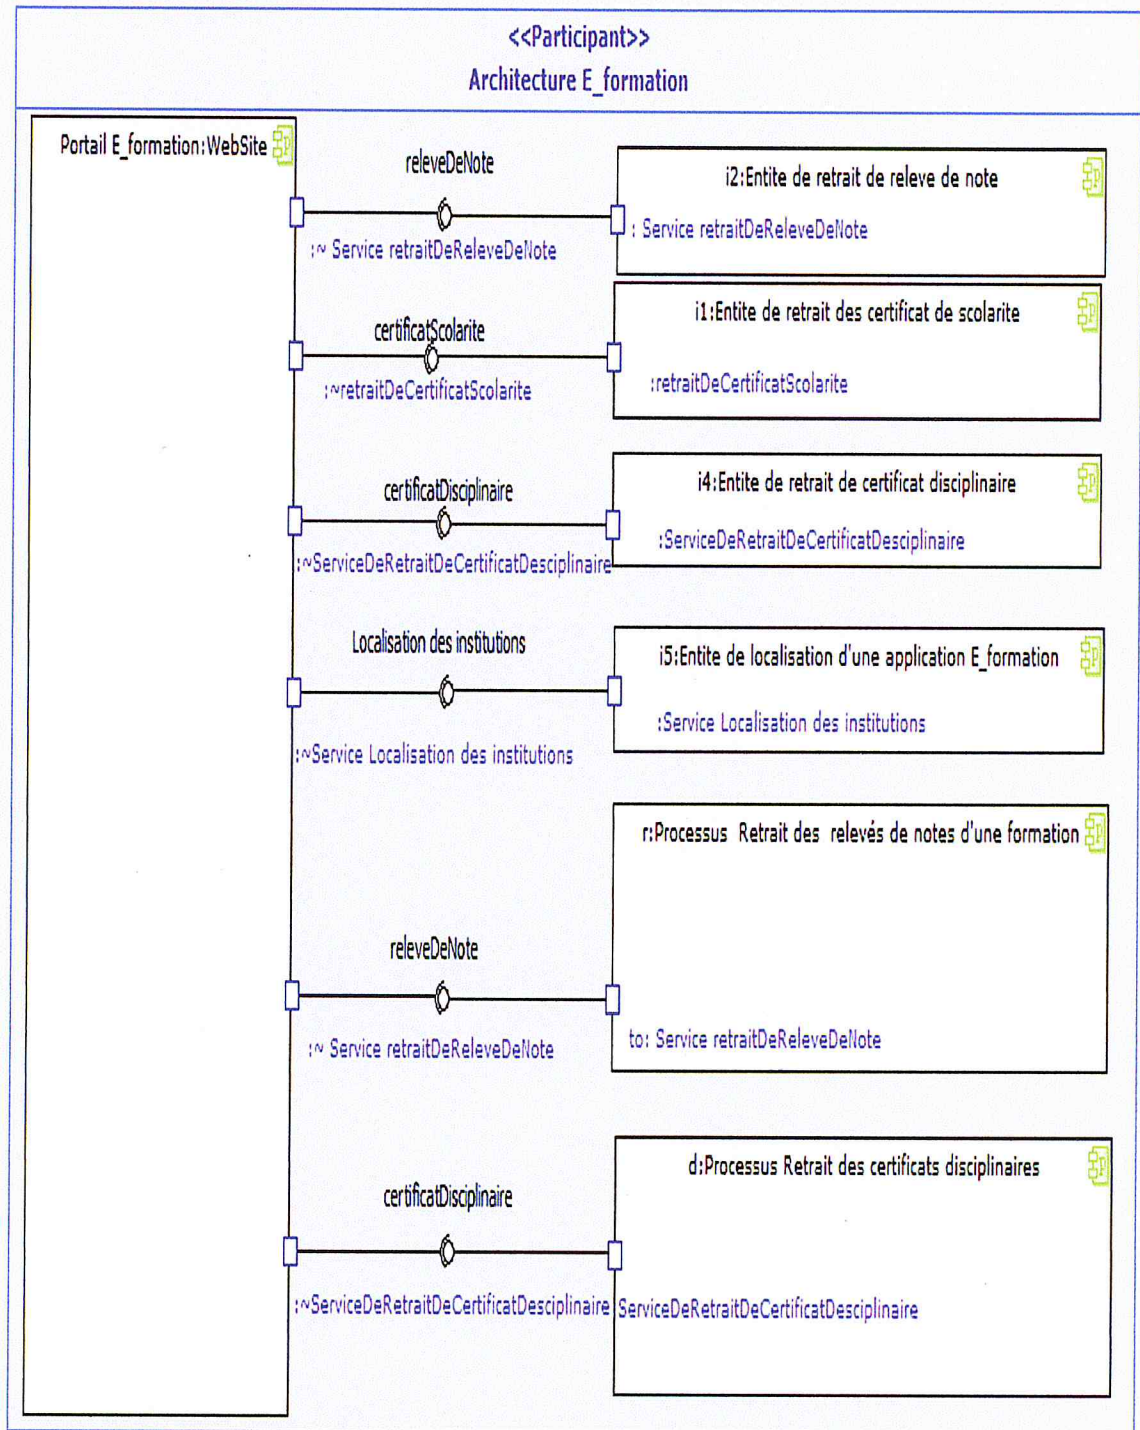 <<Participant>>
Architecture E_formation
Portail E_formation:WebSite
releveDeNote
:~ Service retraitDeReleveDeNote
i2:Entite de retrait de releve de note
: Service retraitDeReleveDeNote
certificatScolarite
:~retraitDeCertificatScolarite
i1:Entite de retrait des certificat de scolarite
:retraitDeCertificatScolarite
certificatDisciplinaire
:~ServiceDeRetraitDeCertificatDesciplinaire
i4:Entite de retrait de certificat disciplinaire
:ServiceDeRetraitDeCertificatDesciplinaire
Localisation des institutions
:~Service Localisation des institutions
i5:Entite de localisation d'une application E_formation
:Service Localisation des institutions
r:Processus Retrait des relevés de notes d'une formation
releveDeNote
:~ Service retraitDeReleveDeNote
to: Service retraitDeReleveDeNote
d:Processus Retrait des certificats disciplinaires
certificatDisciplinaire
:~ServiceDeRetraitDeCertificatDesciplinaire
ServiceDeRetraitDeCertificatDesciplinaire